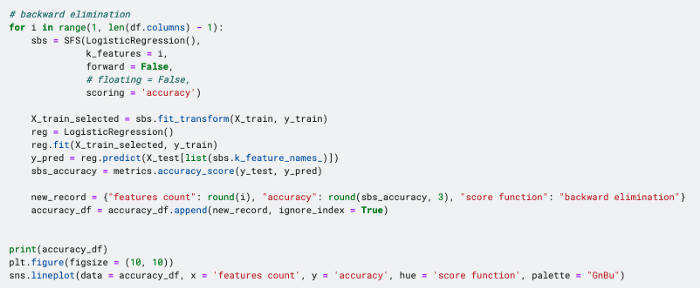 # backward elimination
for i in range(1, len(df.columns) - 1):
    sbs = SFS(LogisticRegression(),
              k_features = i,
              forward = False,
              # floating = False,
              scoring = 'accuracy')

    X_train_selected = sbs.fit_transform(X_train, y_train)
    reg = LogisticRegression()
    reg.fit(X_train_selected, y_train)
    y_pred = reg.predict(X_test[list(sbs.k_feature_names_)])
    sbs_accuracy = metrics.accuracy_score(y_test, y_pred)

    new_record = {"features count": round(i), "accuracy": round(sbs_accuracy, 3), "score function": "backward elimination"}
    accuracy_df = accuracy_df.append(new_record, ignore_index = True)


print(accuracy_df)
plt.figure(figsize = (10, 10))
sns.lineplot(data = accuracy_df, x = 'features count', y = 'accuracy', hue = 'score function', palette = "GnBu")